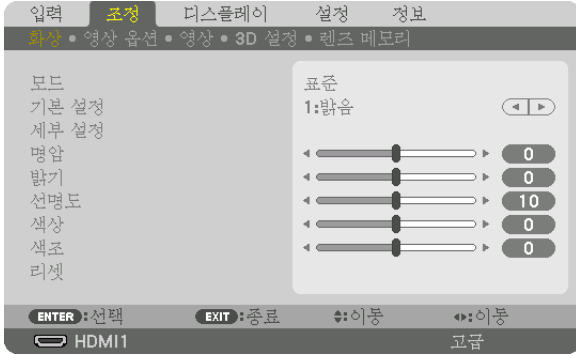 입력 조정 디스플레이 설정 정보
화상 • 영상 옵션 • 영상 • 3D 설정 • 렌즈 메모리
모드 표준
기본 설정 1:밝음
세부 설정
명암 0
밝기 0
선명도 10
색상 0
색조 0
리셋
ENTER:선택 EXIT:종료 :이동 :이동
HDMI1 고급